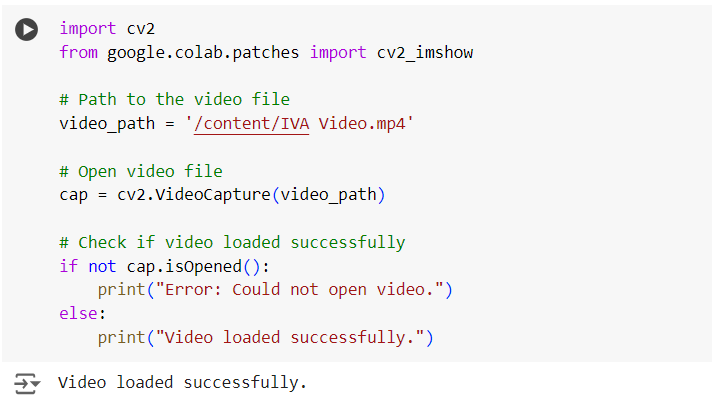 import cv2
from google.colab.patches import cv2_imshow
# Path to the video file
video_path = '/content/IVA Video.mp4'
# Open video file
cap = cv2.VideoCapture(video_path)
# Check if video loaded successfully
if not cap.isOpened():
    print("Error: Could not open video.")
else:
    print("Video loaded successfully.")
Video loaded successfully.